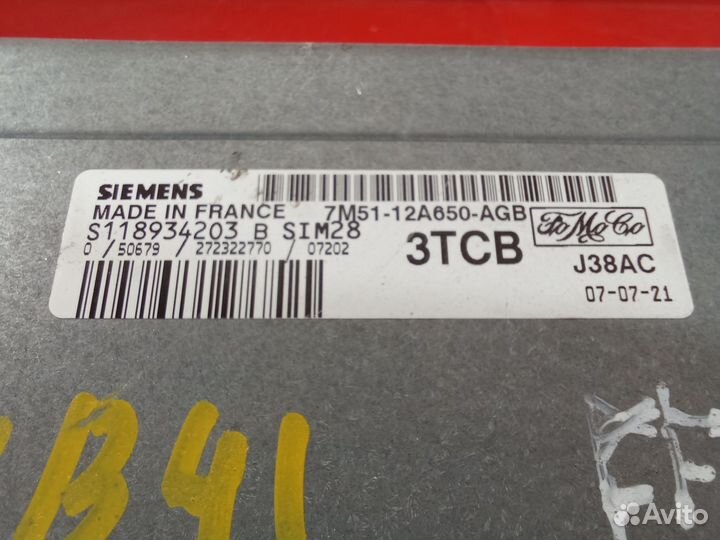 SIEMENS
MADE IN FRANCE 7M51-12A650-AGB
S118934203 B SIM28
0 / 50679 / 272322770 / 07202
3TCB
FoMoCo
J38AC
07-07-21
B41
Avito